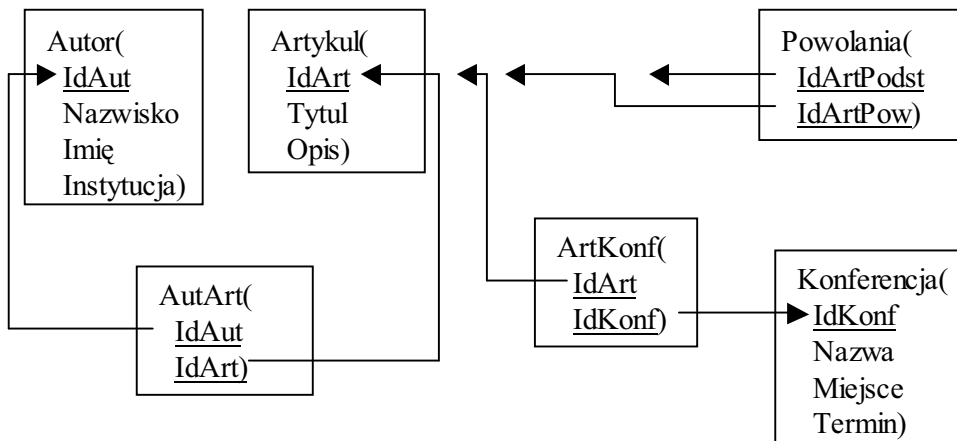 Autor(
IdAut
Nazwisko
Imię
Instytucja)
Artykul(
IdArt
Tytul
Opis)
Powolania(
IdArtPodst
IdArtPow)
AutArt(
IdAut
IdArt)
ArtKonf(
IdArt
IdKonf)
Konferencja(
IdKonf
Nazwa
Miejsce
Termin)